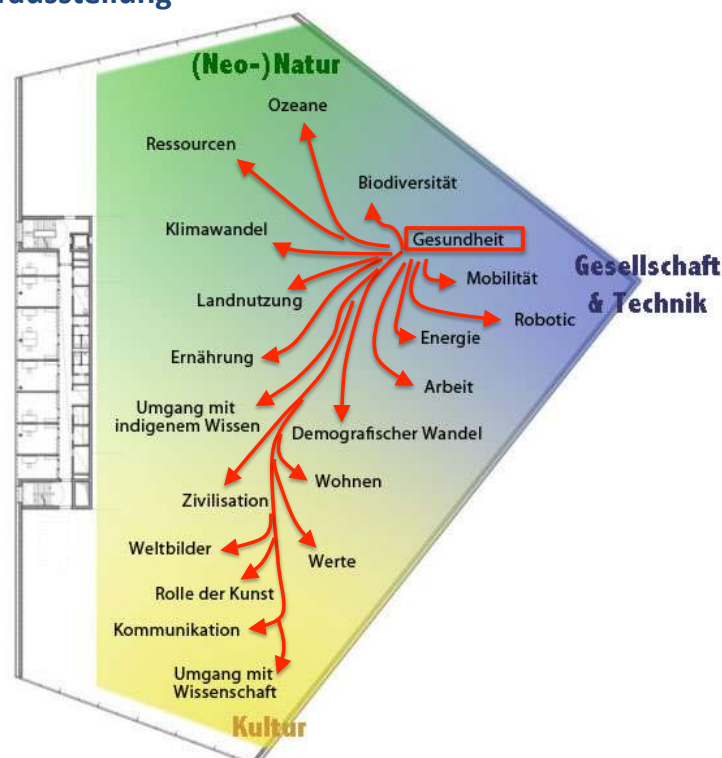 (Neo-)Natur
Ozeane
Ressourcen
Biodiversität
Klimawandel
Gesundheit
Gesellschaft
& Technik
Mobilität
Landnutzung
Robotic
Energie
Ernährung
Arbeit
Umgang mit
indigenem Wissen
Demografischer Wandel
Wohnen
Zivilisation
Weltbilder
Werte
Rolle der Kunst
Kommunikation
Umgang mit
Wissenschaft
Kultur